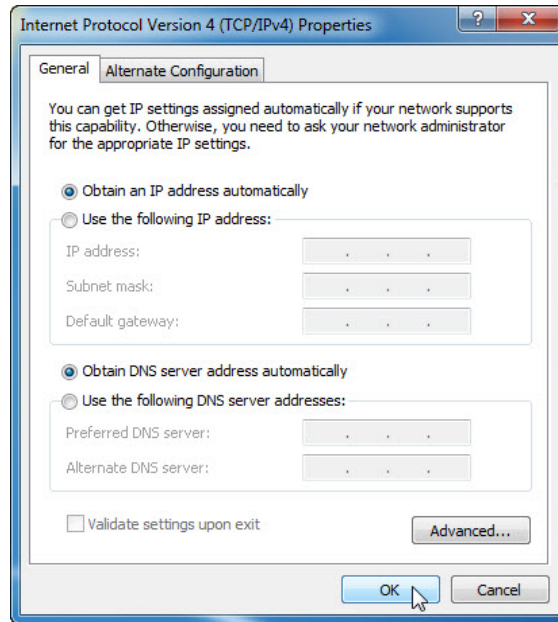 Internet Protocol Version 4 (TCP/IPv4) Properties
General
Alternate Configuration
You can get IP settings assigned automatically if your network supports
this capability. Otherwise, you need to ask your network administrator
for the appropriate IP settings.
Obtain an IP address automatically
Use the following IP address:
IP address:
Subnet mask:
Default gateway:
Obtain DNS server address automatically
Use the following DNS server addresses:
Preferred DNS server:
Alternate DNS server:
Validate settings upon exit
Advanced...
OK
Cancel